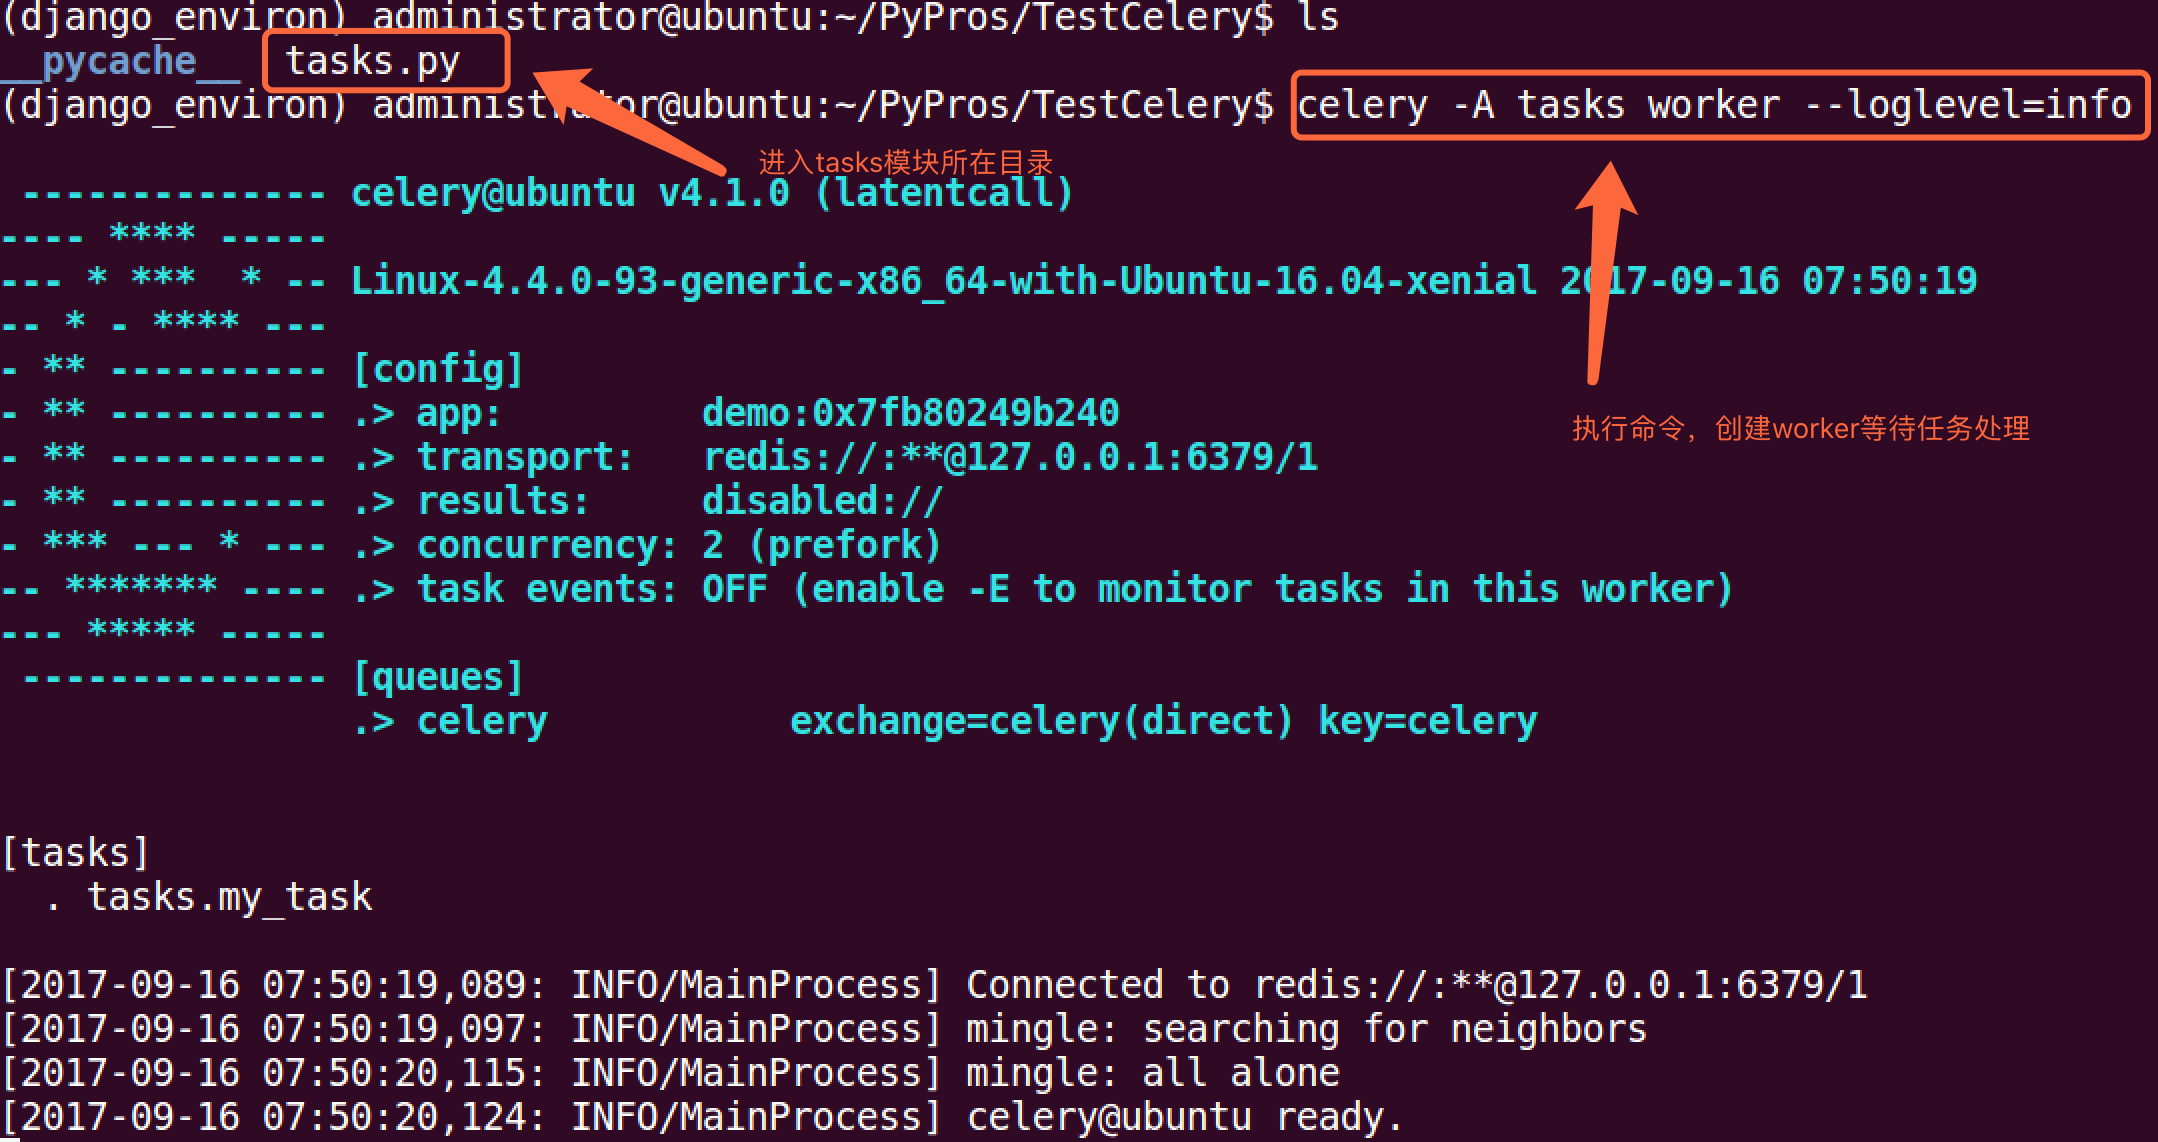 (django_environ) administrator@ubuntu:~/PyPros/TestCelery$ ls
__pycache__  tasks.py
(django_environ) administrator@ubuntu:~/PyPros/TestCelery$ celery -A tasks worker --loglevel=info
进入tasks模块所在目录
 -------------- celery@ubuntu v4.1.0 (latentcall)
---- **** -----
--- * ***  * -- Linux-4.4.0-93-generic-x86_64-with-Ubuntu-16.04-xenial 2017-09-16 07:50:19
-- * - **** ---
- ** ---------- [config]
- ** ---------- .> app:         demo:0x7fb80249b240
执行命令，创建worker等待任务处理
- ** ---------- .> transport:   redis://:**@127.0.0.1:6379/1
- ** ---------- .> results:     disabled://
- *** --- * --- .> concurrency: 2 (prefork)
-- ******* ---- .> task events: OFF (enable -E to monitor tasks in this worker)
--- ***** -----
 -------------- [queues]
                .> celery           exchange=celery(direct) key=celery
[tasks]
  . tasks.my_task
[2017-09-16 07:50:19,089: INFO/MainProcess] Connected to redis://:**@127.0.0.1:6379/1
[2017-09-16 07:50:19,097: INFO/MainProcess] mingle: searching for neighbors
[2017-09-16 07:50:20,115: INFO/MainProcess] mingle: all alone
[2017-09-16 07:50:20,124: INFO/MainProcess] celery@ubuntu ready.